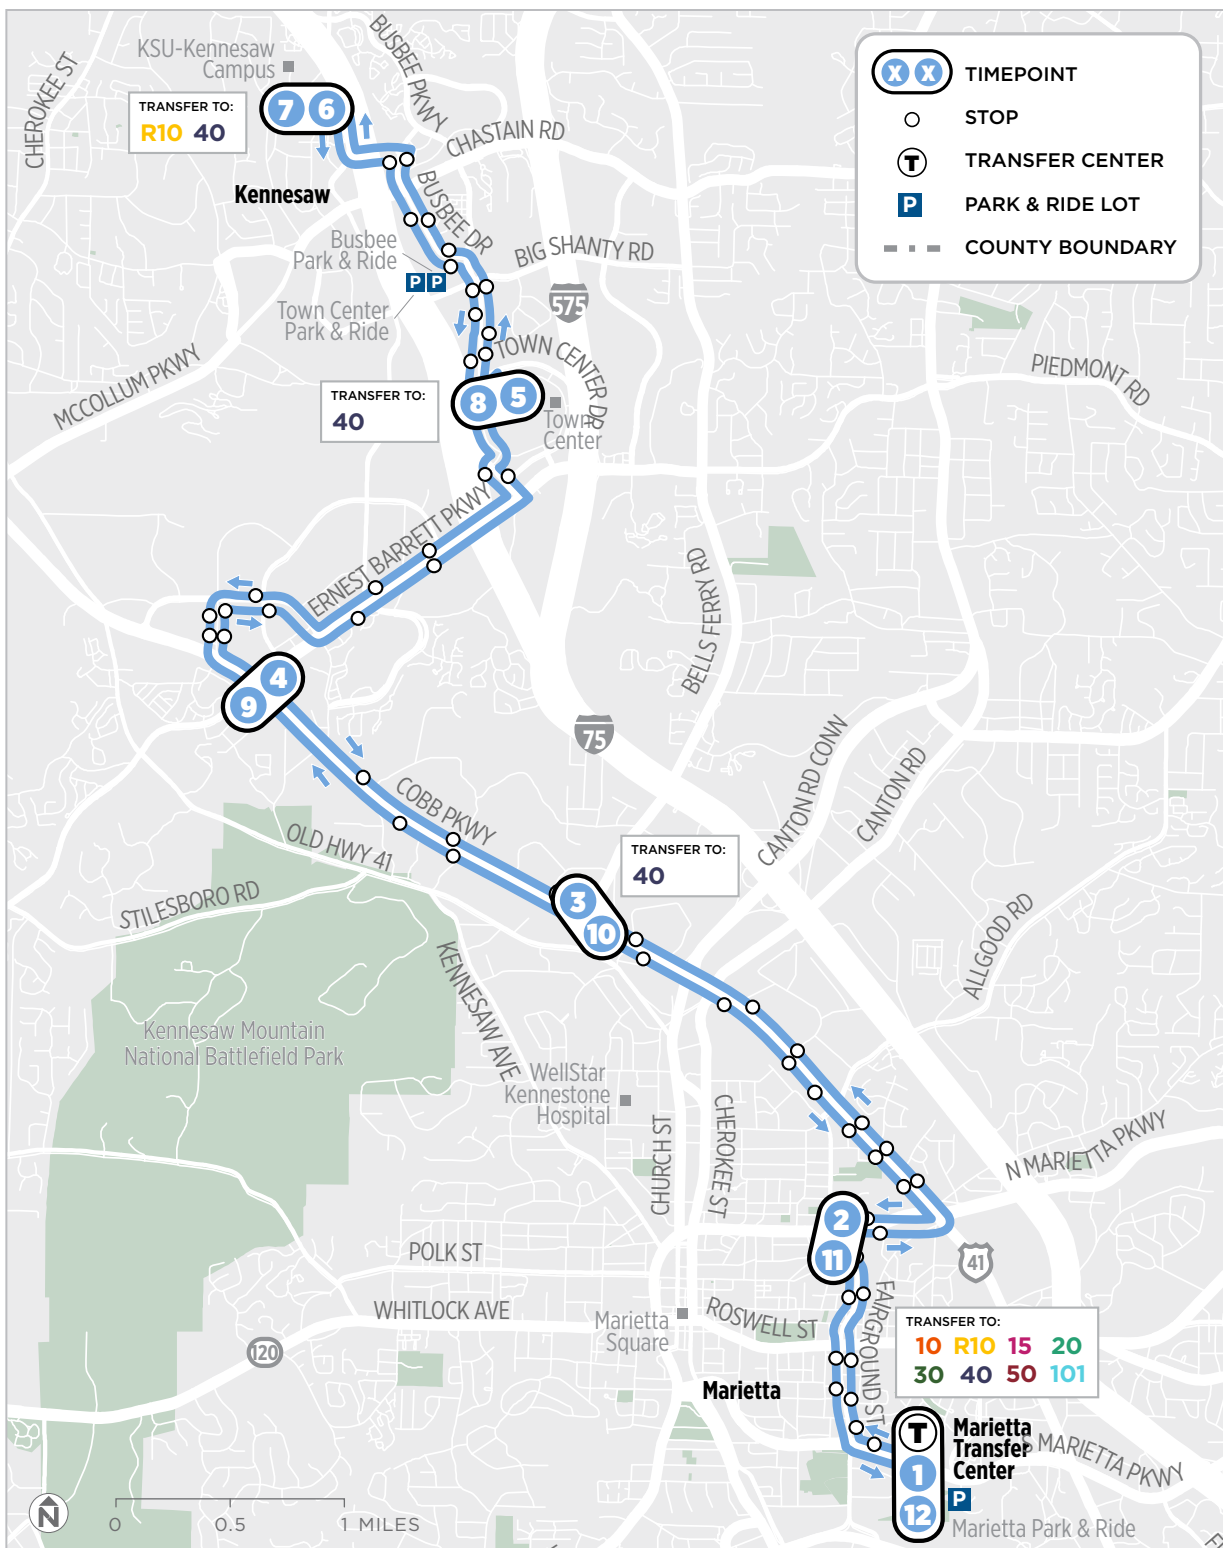 KSU-Kennesaw
Campus
7 6
TRANSFER TO:
R10 40
CHEROKEE ST
BUSBEE PKWY
CHASTAIN RD
Kennesaw
BUSBEE DR
Busbee
Park & Ride
BIG SHANTY RD
P P
Town Center
Park & Ride
575
TOWN CENTER DR
MCCOLLUM PKWY
PIEDMONT RD
X X TIMEPOINT
STOP
T TRANSFER CENTER
P PARK & RIDE LOT
COUNTY BOUNDARY
TRANSFER TO:
40
8 5
Town
Center
ERNEST BARRETT PKWY
BELLS FERRY RD
4
9
75
COBB PKWY
CANTON RD CONN
CANTON RD
OLD HWY 41
STILESBORO RD
TRANSFER TO:
40
3
10
ALLGOOD RD
KENNESAW AVE
Kennesaw Mountain
National Battlefield Park
WellStar
Kennestone
Hospital
CHURCH ST
CHEROKEE ST
N MARIETTA PKWY
2
11
41
POLK ST
WHITLOCK AVE
120
Marietta
Square
ROSWELL ST
FAIRGROUND ST
TRANSFER TO:
10 R10 15 20
30 40 50 101
Marietta
T
1
12
Marietta
Transfer
Center
S MARIETTA PKWY
P
Marietta Park & Ride
N
0 0.5 1 MILES